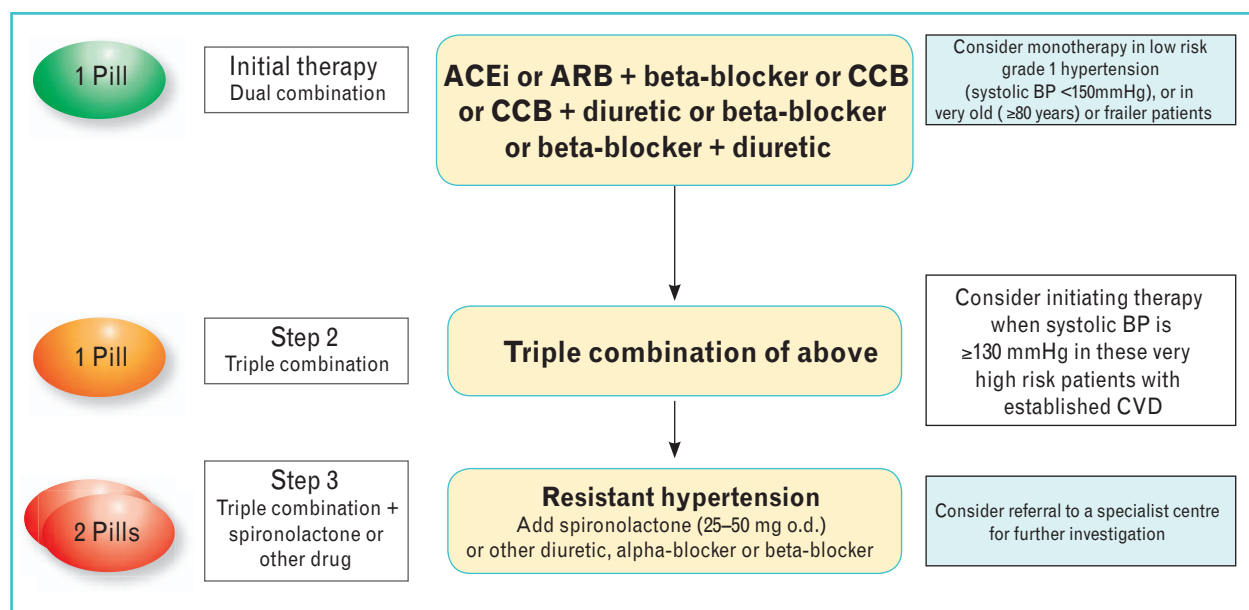 1 Pill
Initial therapy
Dual combination
ACEi or ARB + beta-blocker or CCB
or CCB + diuretic or beta-blocker
or beta-blocker + diuretic
Consider monotherapy in low risk
grade 1 hypertension
(systolic BP <150mmHg), or in
very old ( ≥80 years) or frailer patients
1 Pill
Step 2
Triple combination
Triple combination of above
Consider initiating therapy
when systolic BP is
≥130 mmHg in these very
high risk patients with
established CVD
2 Pills
Step 3
Triple combination +
spironolactone or
other drug
Resistant hypertension
Add spironolactone (25–50 mg o.d.)
or other diuretic, alpha-blocker or beta-blocker
Consider referral to a specialist centre
for further investigation